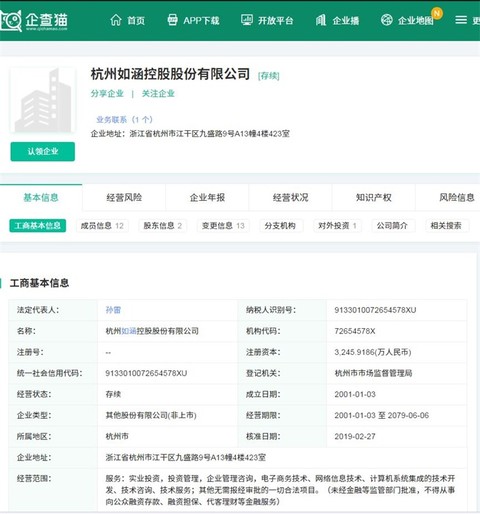 企查猫
首页
APP下载
开放平台
企业播
企业地图
N
分享企业 | 关注企业
杭州如涵控股股份有限公司 [存续]
业务联系（1 个）
企业地址：浙江省杭州市江干区九盛路9号A13幢4楼423室
认领企业
基本信息 经营风险 企业年报 经营状况 知识产权 风险信息
工商基本信息 成员信息 12 股东信息 2 变更信息 13 分支机构 对外投资 1 公司简介 相关搜索
工商基本信息
法定代表人： 孙雷 纳税人识别号： 9133010072654578XU
名称： 杭州如涵控股股份有限公司 机构代码： 72654578X
注册号： -- 注册资本： 3,245.9186(万人民币)
统一社会信用代码： 9133010072654578XU 登记机关： 杭州市市场监督管理局
经营状态： 存续 成立日期： 2001-01-03
企业类型： 其他股份有限公司(非上市) 经营期限： 2001-01-03 至 2079-06-06
所属地区： 杭州市 核准日期： 2019-02-27
企业地址： 浙江省杭州市江干区九盛路9号A13幢4楼423室
经营范围： 服务：实业投资，投资管理，企业管理咨询，电子商务技术、网络信息技术、计算机系统集成的技术开
发、技术咨询、技术服务；其他无需报经审批的一切合法项目。（未经金融等监管部门批准，不得从事
向公众融资存款、融资担保、代客理财等金融服务）